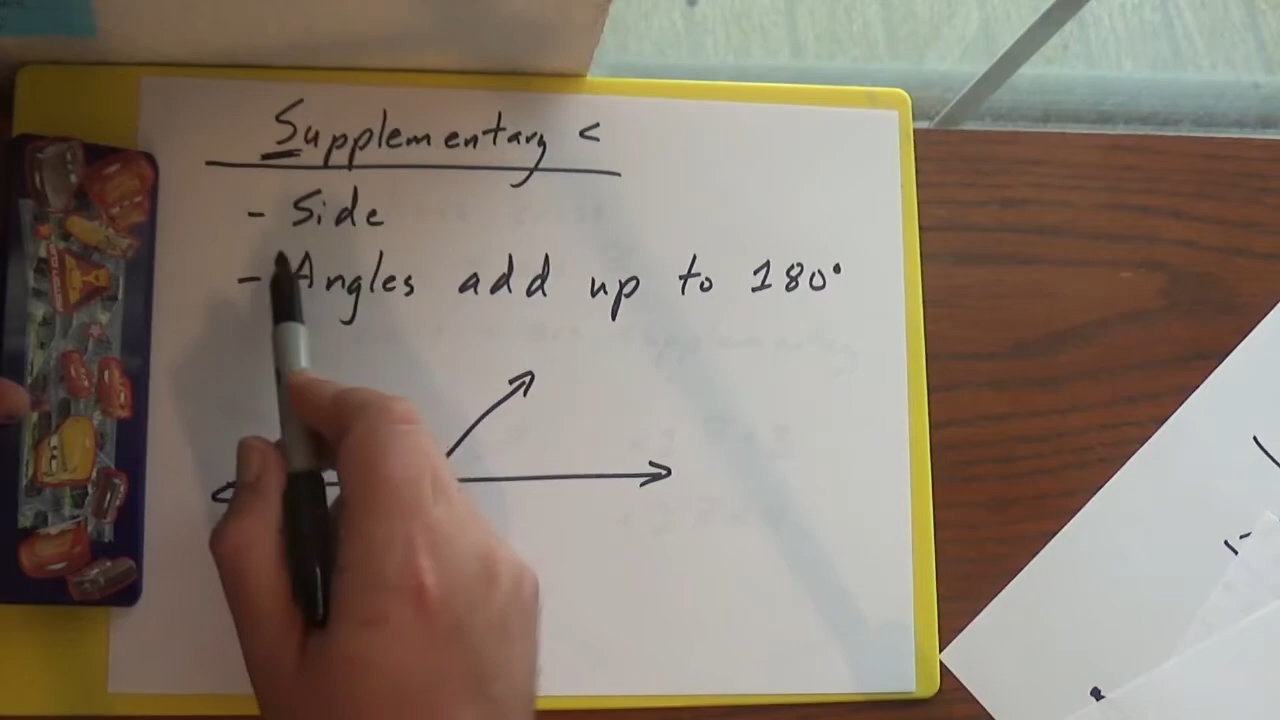 Supplementary <
- Side
- Angles add up to 180°